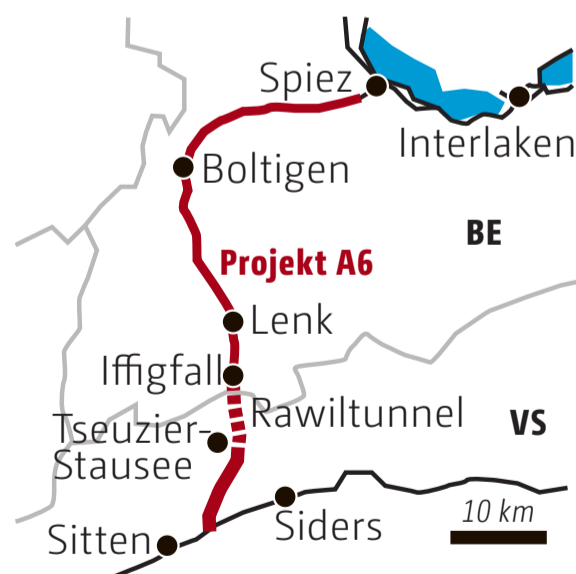 Spiez
Interlaken
Boltigen
BE
Projekt A6
Lenk
Iffigfall
Rawiltunnel
VS
Tseuzier-
Stausee
10 km
Siders
Sitten